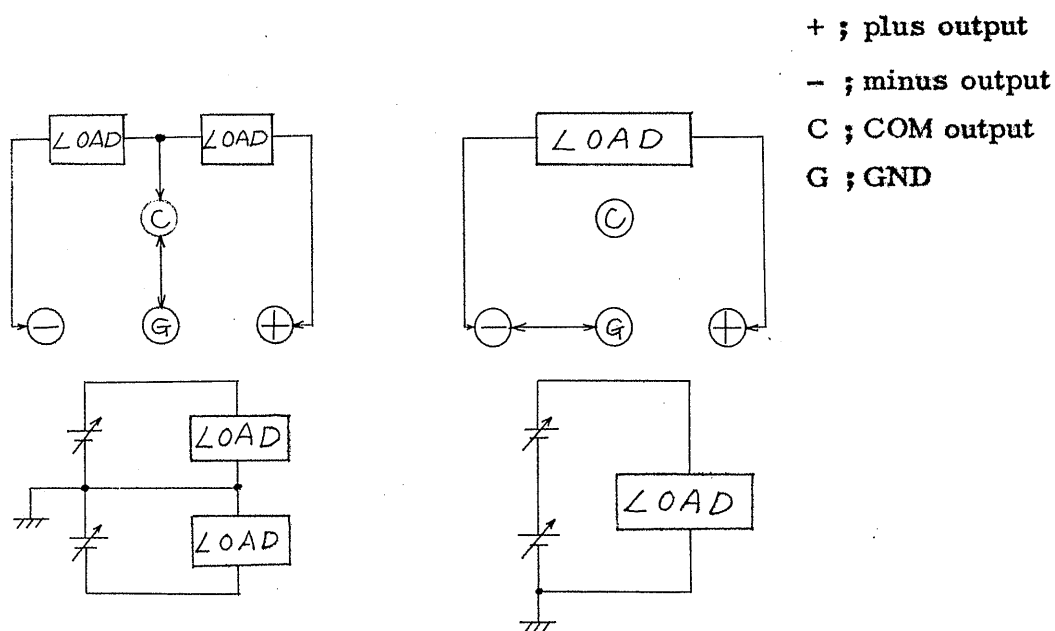 + ; plus output
− ; minus output
C ; COM output
G ; GND
LOAD LOAD
C
− G +
LOAD
C
− G +
LOAD
LOAD
LOAD